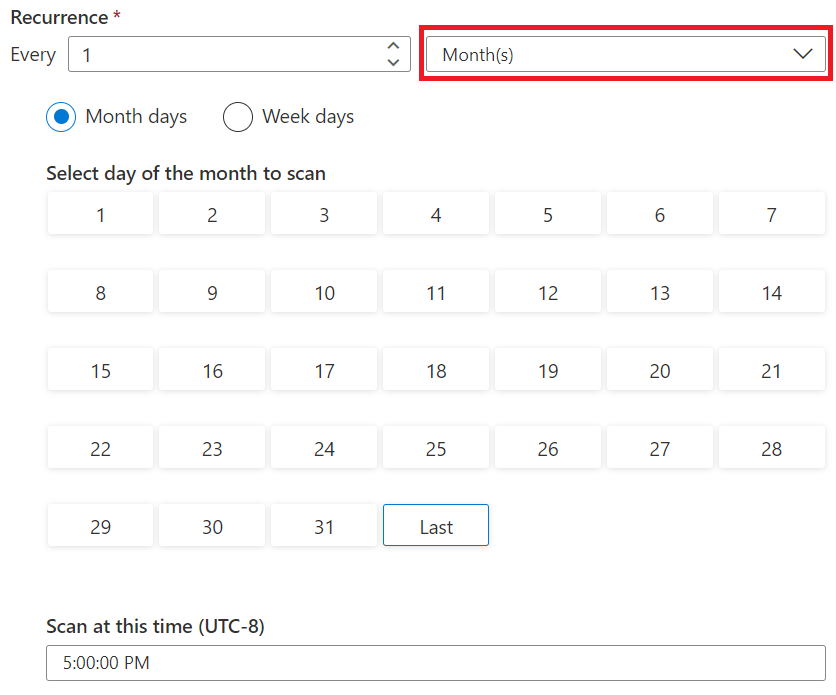 Recurrence *
Every 1 Month(s)
Month days Week days
Select day of the month to scan
1 2 3 4 5 6 7
8 9 10 11 12 13 14
15 16 17 18 19 20 21
22 23 24 25 26 27 28
29 30 31 Last
Scan at this time (UTC-8)
5:00:00 PM